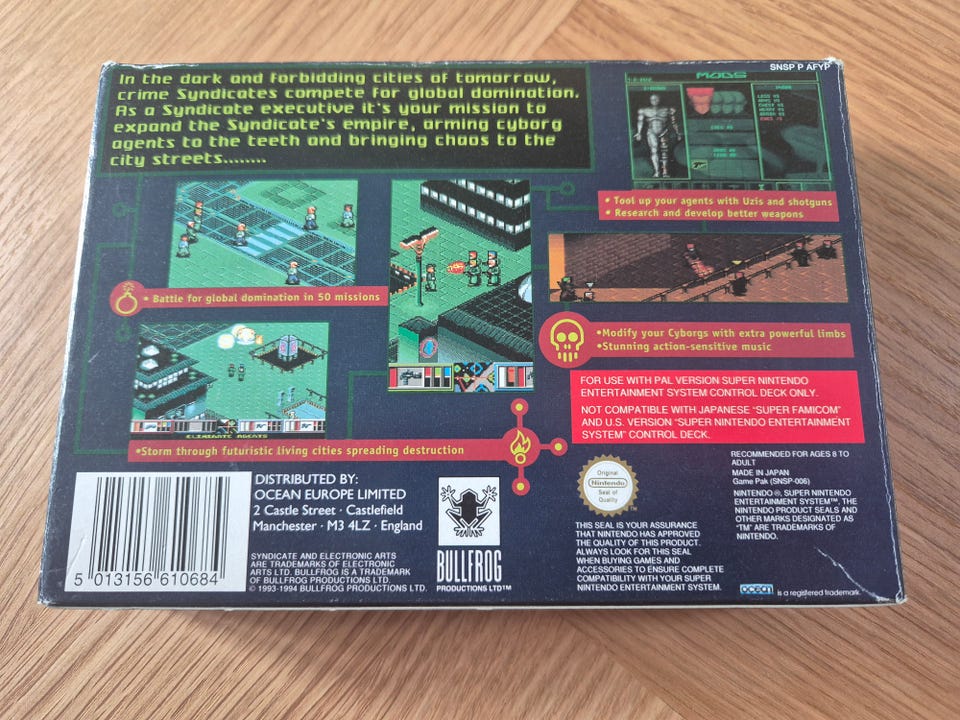 SNSP P AFYP
In the dark and forbidding cities of tomorrow,
crime Syndicates compete for global domination.
As a Syndicate executive it's your mission to
expand the Syndicate's empire, arming cyborg
agents to the teeth and bringing chaos to the
city streets........
MODS
• Tool up your agents with Uzis and shotguns
• Research and develop better weapons
• Battle for global domination in 50 missions
•Modify your Cyborgs with extra powerful limbs
•Stunning action-sensitive music
FOR USE WITH PAL VERSION SUPER NINTENDO
ENTERTAINMENT SYSTEM CONTROL DECK ONLY.
NOT COMPATIBLE WITH JAPANESE "SUPER FAMICOM"
AND U.S. VERSION "SUPER NINTENDO ENTERTAINMENT
SYSTEM" CONTROL DECK.
ELIMINATE AGENTS
•Storm through futuristic living cities spreading destruction
5 013156 610684
DISTRIBUTED BY:
OCEAN EUROPE LIMITED
2 Castle Street · Castlefield
Manchester · M3 4LZ · England
SYNDICATE AND ELECTRONIC ARTS
ARE TRADEMARKS OF ELECTRONIC
ARTS LTD. BULLFROG IS A TRADEMARK
OF BULLFROG PRODUCTIONS LTD.
© 1993-1994 BULLFROG PRODUCTIONS LTD.
BULLFROG
PRODUCTIONS LTD™
Original
Nintendo
Seal of
Quality
TM
THIS SEAL IS YOUR ASSURANCE
THAT NINTENDO HAS APPROVED
THE QUALITY OF THIS PRODUCT.
ALWAYS LOOK FOR THIS SEAL
WHEN BUYING GAMES AND
ACCESSORIES TO ENSURE COMPLETE
COMPATIBILITY WITH YOUR SUPER
NINTENDO ENTERTAINMENT SYSTEM.
RECOMMENDED FOR AGES 8 TO
ADULT
MADE IN JAPAN
Game Pak (SNSP-006)
NINTENDO®, SUPER NINTENDO
ENTERTAINMENT SYSTEM™, THE
NINTENDO PRODUCT SEALS AND
OTHER MARKS DESIGNATED AS
"TM" ARE TRADEMARKS OF
NINTENDO.
ocean is a registered trademark.